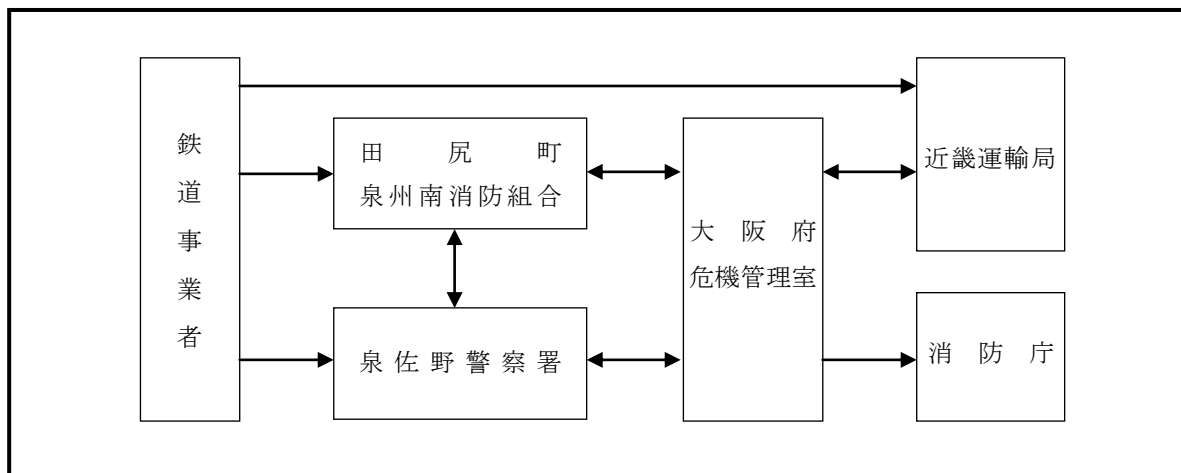 鉄道事業者
田尻町
泉州南消防組合
泉佐野警察署
大阪府
危機管理室
近畿運輸局
消防庁